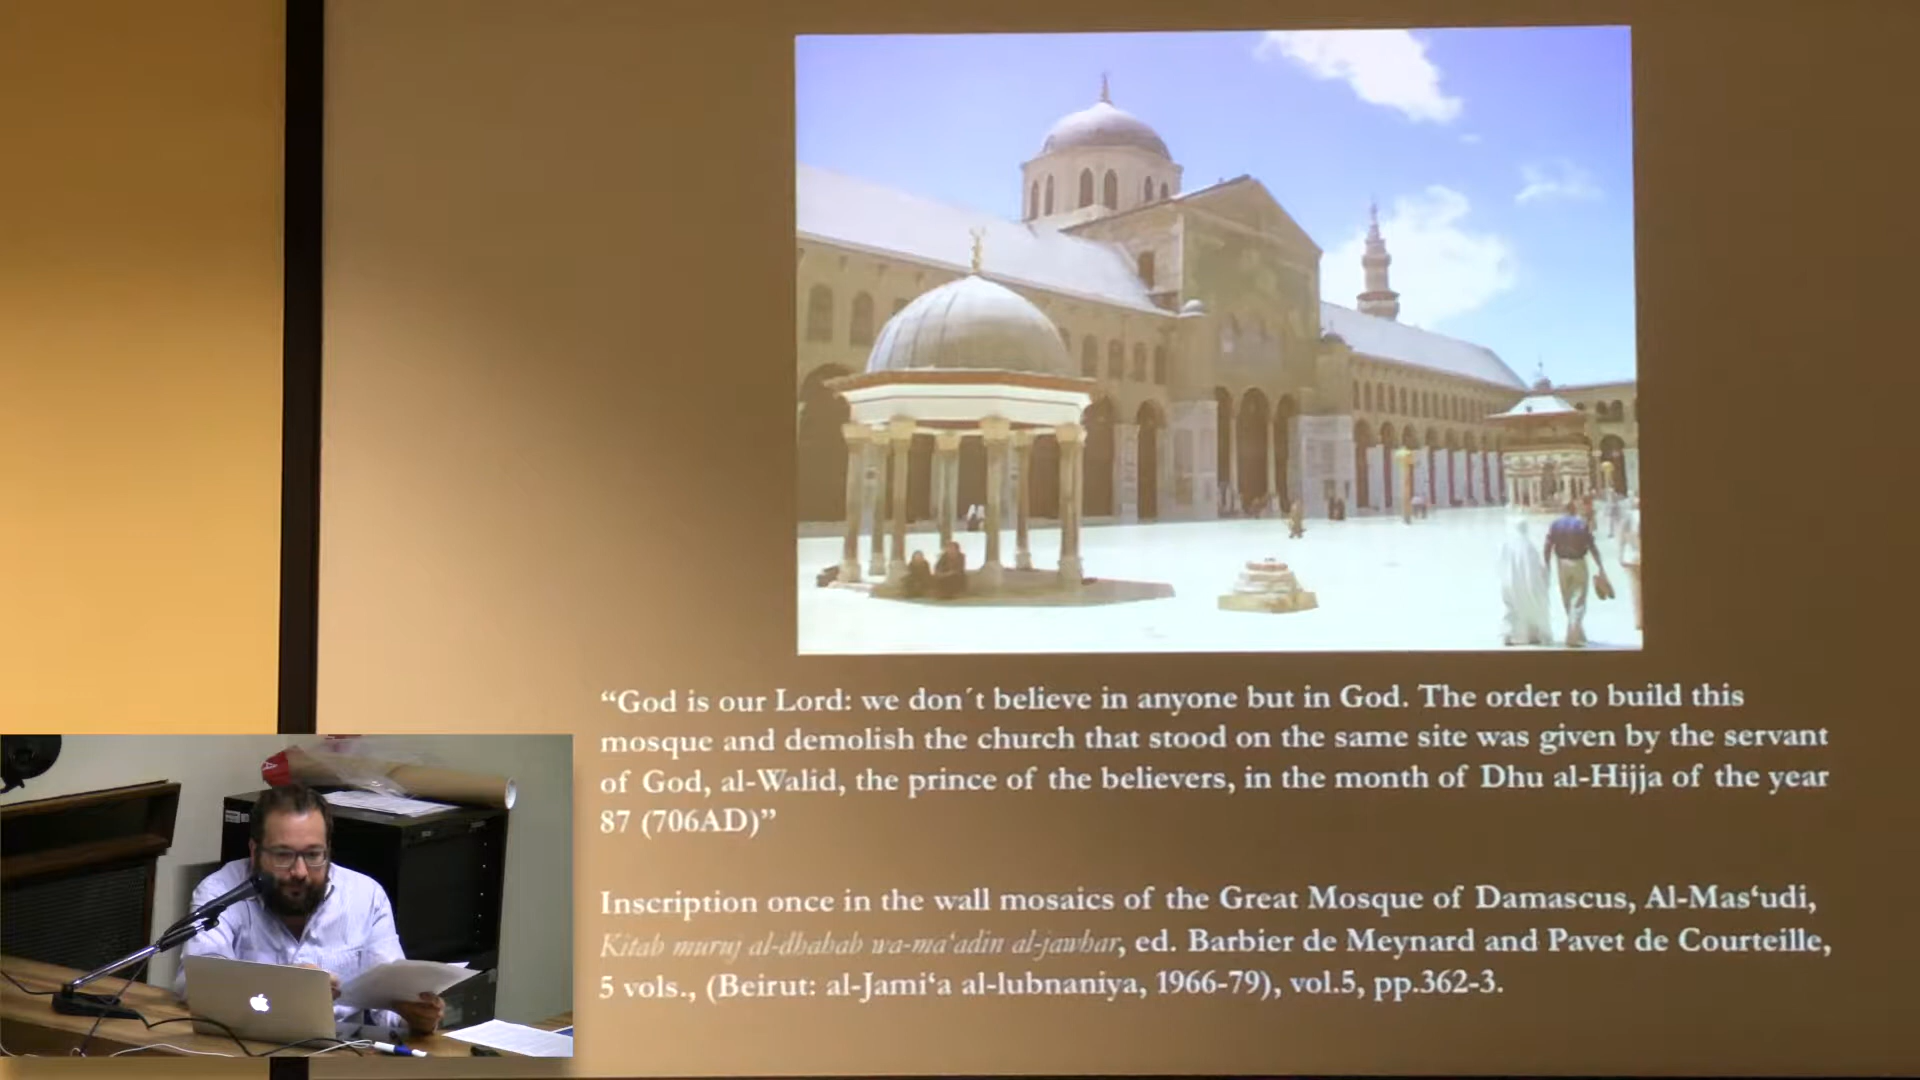 “God is our Lord: we don´t believe in anyone but in God. The order to build this
mosque and demolish the church that stood on the same site was given by the servant
of God, al-Walid, the prince of the believers, in the month of Dhu al-Hijja of the year
87 (706AD)”
Inscription once in the wall mosaics of the Great Mosque of Damascus, Al-Mas‘udi,
Kitab muruj al-dhahab wa-ma‘adin al-jawhar, ed. Barbier de Meynard and Pavet de Courteille,
5 vols., (Beirut: al-Jami‘a al-lubnaniya, 1966-79), vol.5, pp.362-3.